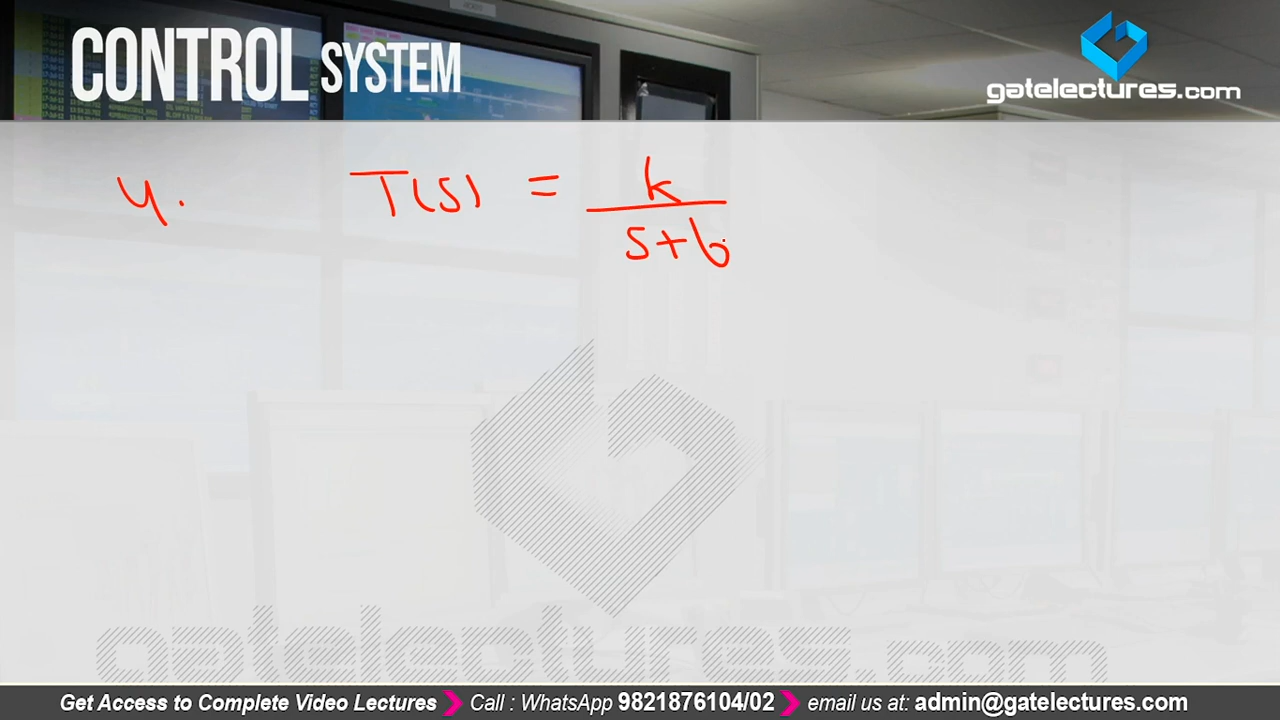 CONTROL SYSTEM
gatelectures.com
4. T(s) = k
s+b
gatelectures.com
Get Access to Complete Video Lectures Call : WhatsApp 9821876104/02 email us at: admin@gatelectures.com